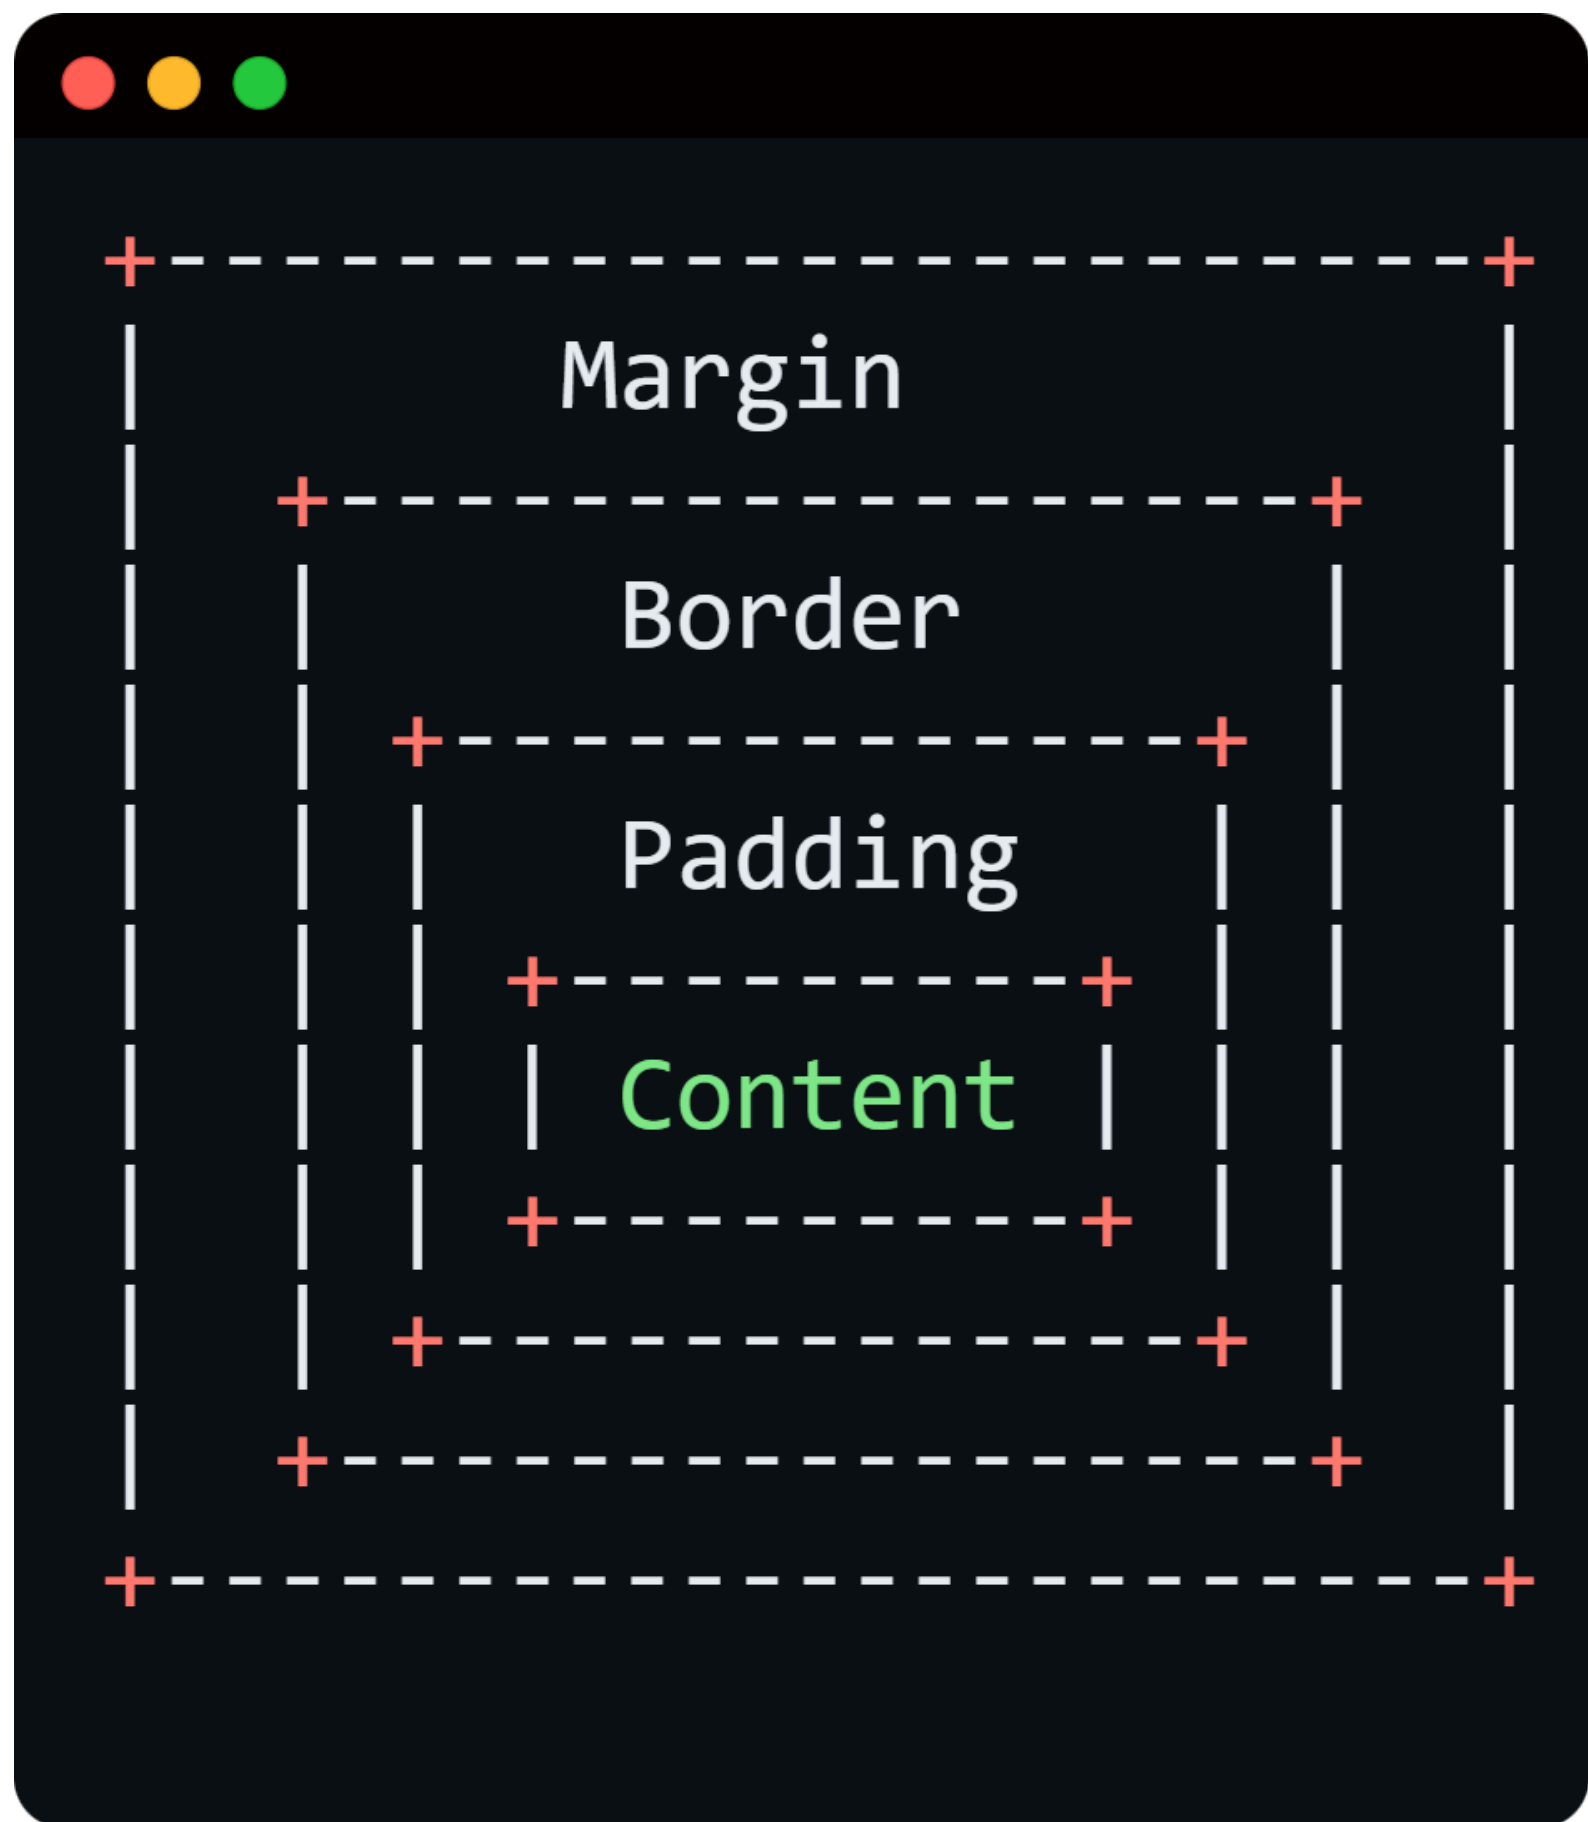 +-----------------------+
|       Margin          |
|  +-----------------+  |
|  |     Border      |  |
|  | +-------------+ |  |
|  | |   Padding   | |  |
|  | | +---------+ | |  |
|  | | | Content | | |  |
|  | | +---------+ | |  |
|  | +-------------+ |  |
|  +-----------------+  |
+-----------------------+